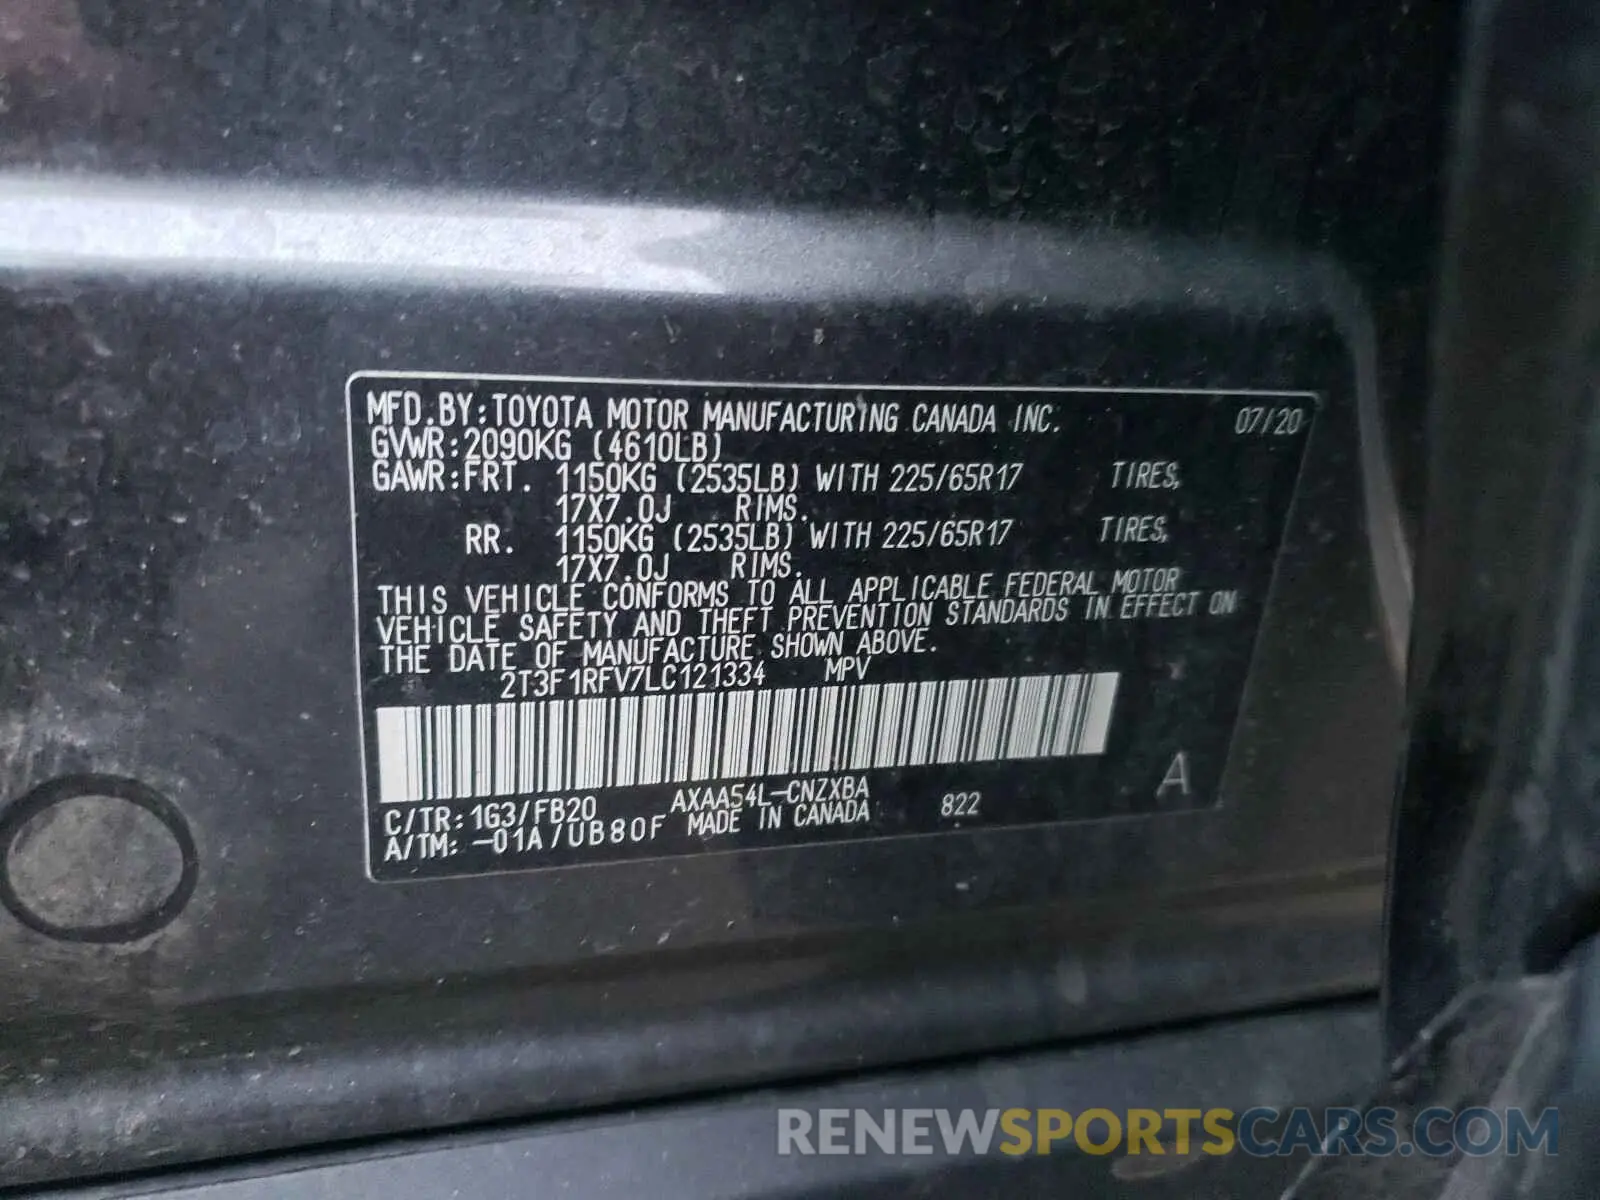 MFD.BY:TOYOTA MOTOR MANUFACTURING CANADA INC. 07/20
GVWR:2090KG (4610LB)
GAWR:FRT. 1150KG (2535LB) WITH 225/65R17 TIRES,
17X7.0J RIMS.
RR. 1150KG (2535LB) WITH 225/65R17 TIRES,
17X7.0J RIMS.
THIS VEHICLE CONFORMS TO ALL APPLICABLE FEDERAL MOTOR
VEHICLE SAFETY AND THEFT PREVENTION STANDARDS IN EFFECT ON
THE DATE OF MANUFACTURE SHOWN ABOVE.
2T3F1RFV7LC121334 MPV
A
C/TR:1G3/FB20 AXAA54L-CNZXBA 822
A/TM:-01A/UB80F MADE IN CANADA
RENEWSPORTSCARS.COM